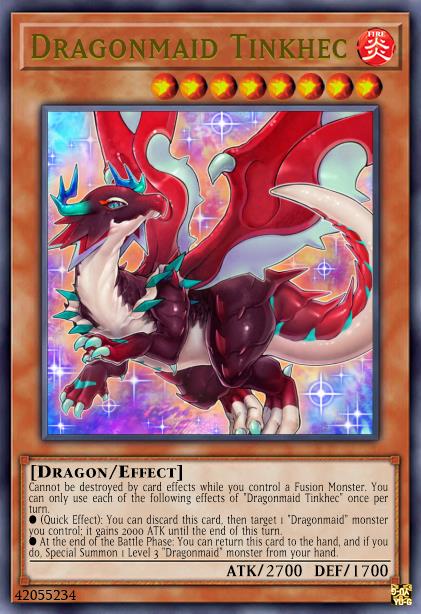 DRAGONMAID TINKHEC
FIRE
炎
[DRAGON/EFFECT]
Cannot be destroyed by card effects while you control a Fusion Monster. You
can only use each of the following effects of "Dragonmaid Tinkhec" once per
turn.
● (Quick Effect): You can discard this card, then target 1 "Dragonmaid" monster
you control; it gains 2000 ATK until the end of this turn.
● At the end of the Battle Phase: You can return this card to the hand, and if you
do, Special Summon 1 Level 3 "Dragonmaid" monster from your hand.
ATK/2700 DEF/1700
42055234